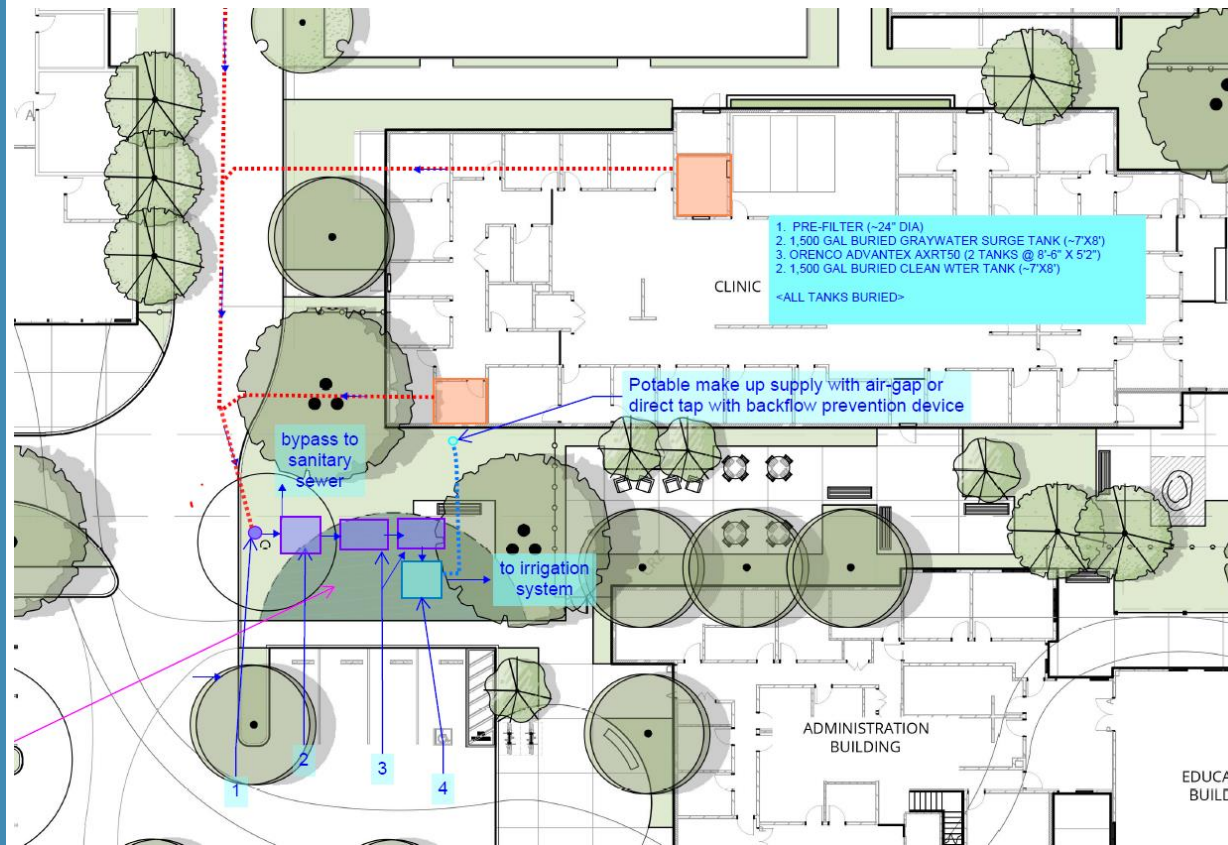 1. PRE-FILTER (~24" DIA)
2. 1,500 GAL BURIED GRAYWATER SURGE TANK (~7'X8')
3. ORENCO ADVANTEX AXRT50 (2 TANKS @ 8'-6" X 5'2")
2. 1,500 GAL BURIED CLEAN WTER TANK (~7'X8')
<ALL TANKS BURIED>
CLINIC
Potable make up supply with air-gap or
direct tap with backflow prevention device
bypass to
sanitary
sewer
to irrigation
system
1
2
3
4
ADMINISTRATION
BUILDING